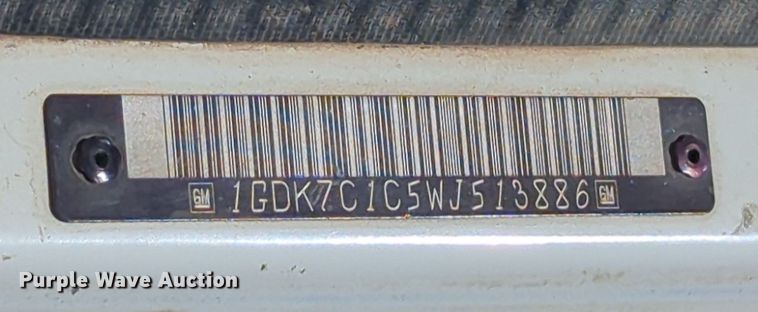 GM 1GDK7C1C5WJ513886 GM
Purple Wave Auction